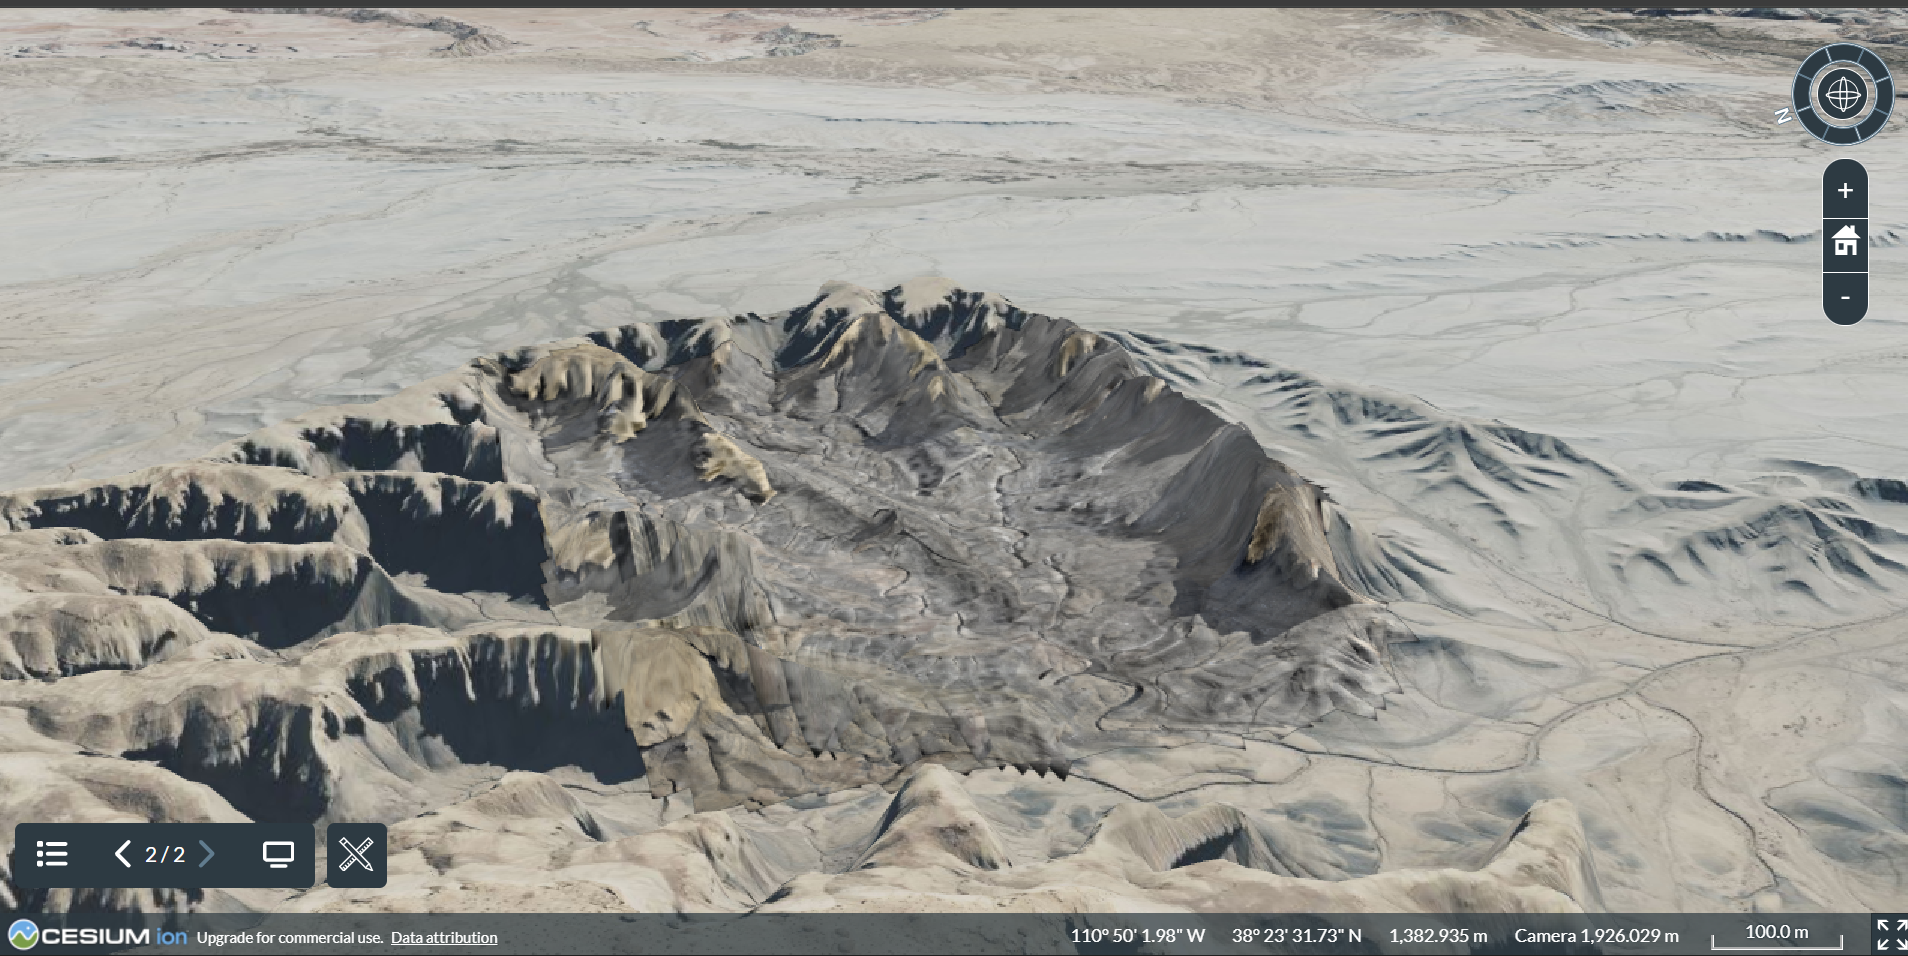 N
+
-
2 / 2
CESIUM ion Upgrade for commercial use. Data attribution
110° 50' 1.98" W 38° 23' 31.73" N 1,382.935 m Camera 1,926.029 m 100.0 m